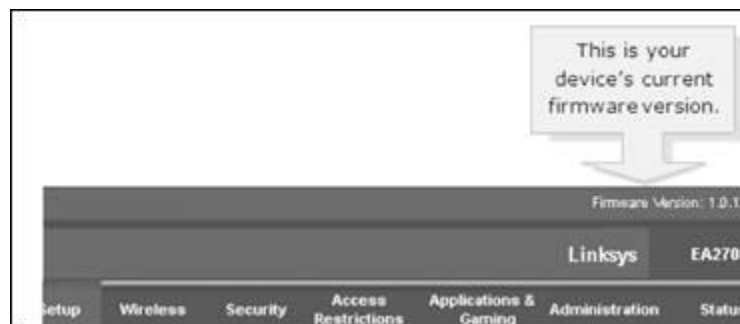 This is your
device's current
firmware version.
Firmware Version: 1.0.1
Linksys EA270
Setup Wireless Security Access Restrictions Applications & Gaming Administration Status